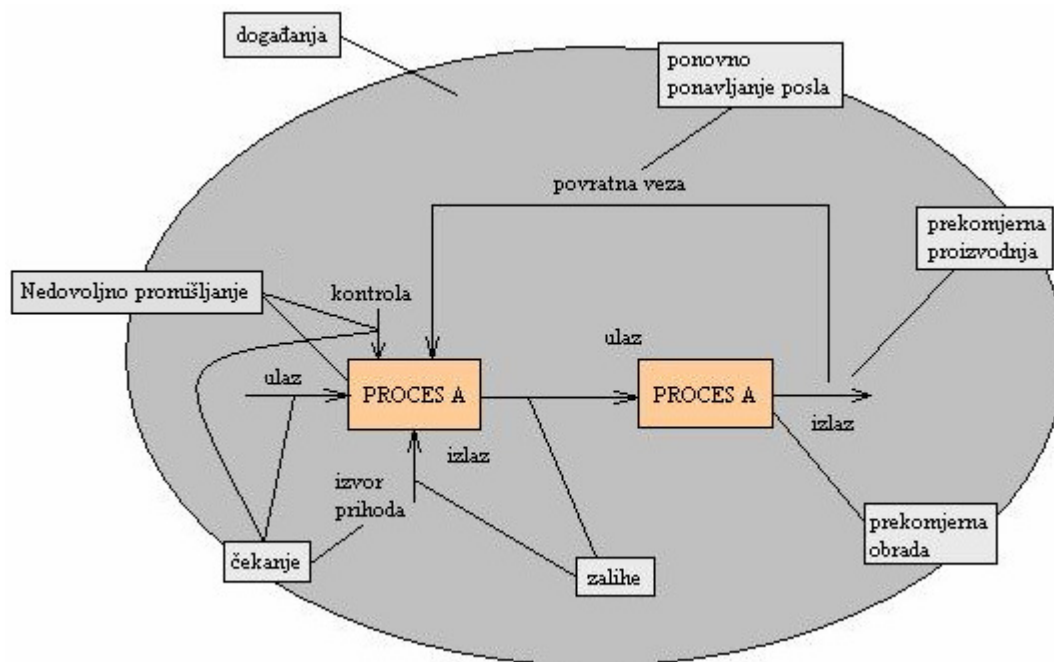 događanja
ponovno
ponavljanje posla
povratna veza
prekomjerna
proizvodnja
Nedovoljno promišljanje
kontrola
ulaz
ulaz
PROCES A
PROCES A
izlaz
izlaz
izvor
prihoda
prekomjerna
obrada
čekanje
zalihe